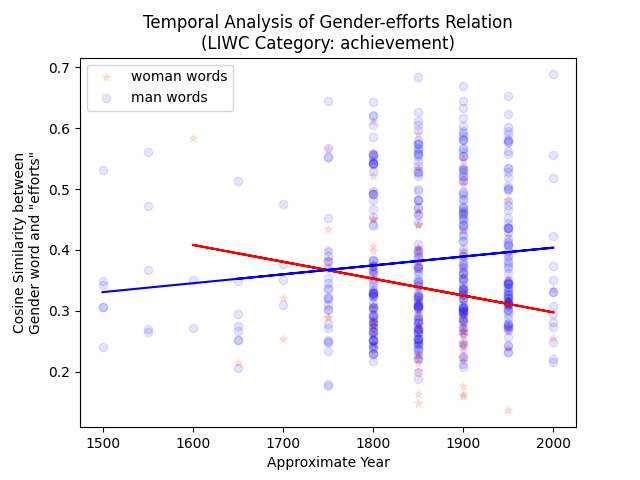 Temporal Analysis of Gender-efforts Relation
(LIWC Category: achievement)
woman words
man words
Cosine Similarity between
Gender word and "efforts"
0.7
0.6
0.5
0.4
0.3
0.2
1500 1600 1700 1800 1900 2000
Approximate Year